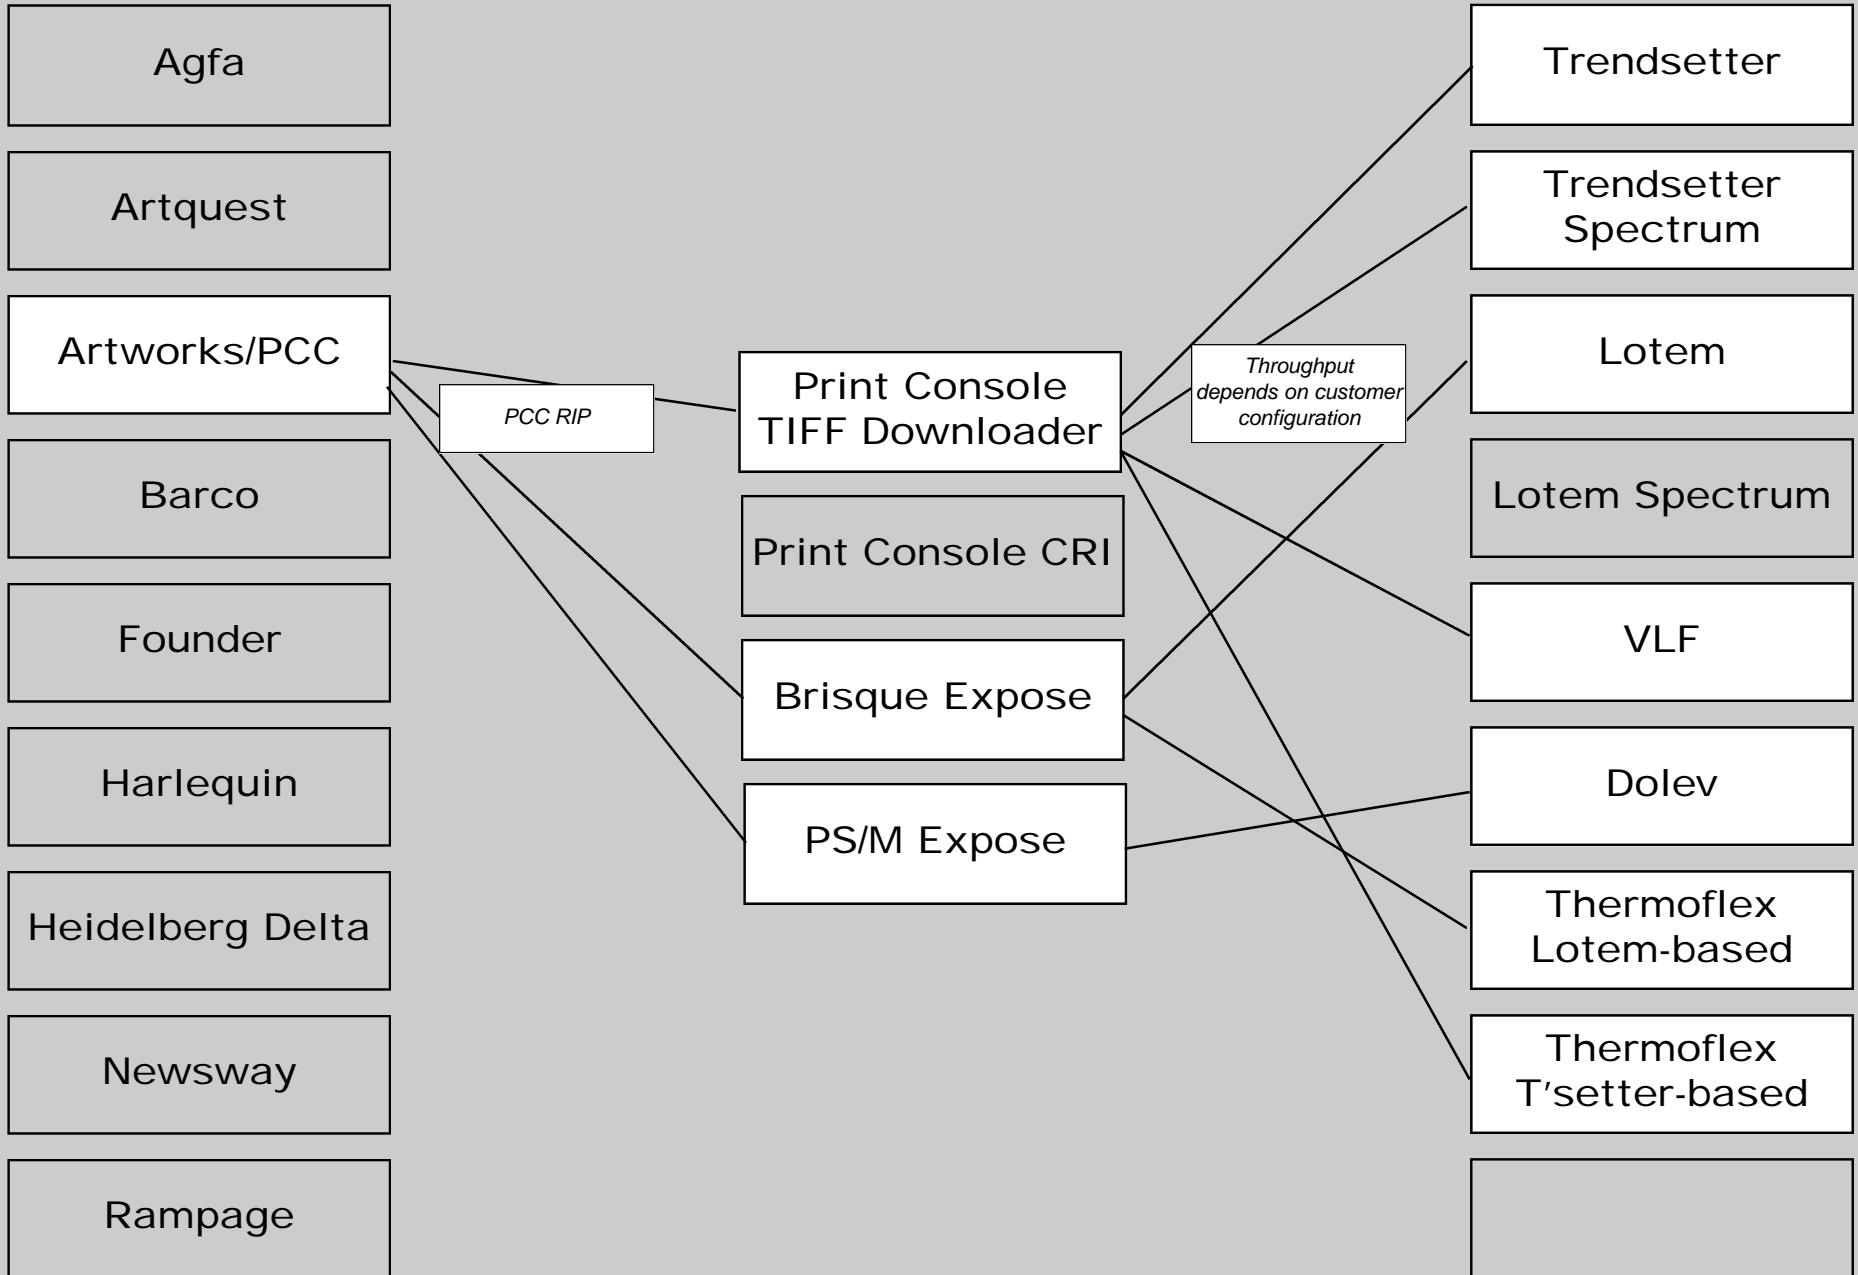 Agfa
Artquest
Artworks/PCC
Barco
Founder
Harlequin
Heidelberg Delta
Newsway
Rampage
PCC RIP
Print Console
TIFF Downloader
Print Console CRI
Brisque Expose
PS/M Expose
Throughput
depends on customer
configuration
Trendsetter
Trendsetter
Spectrum
Lotem
Lotem Spectrum
VLF
Dolev
Thermoflex
Lotem-based
Thermoflex
T'setter-based